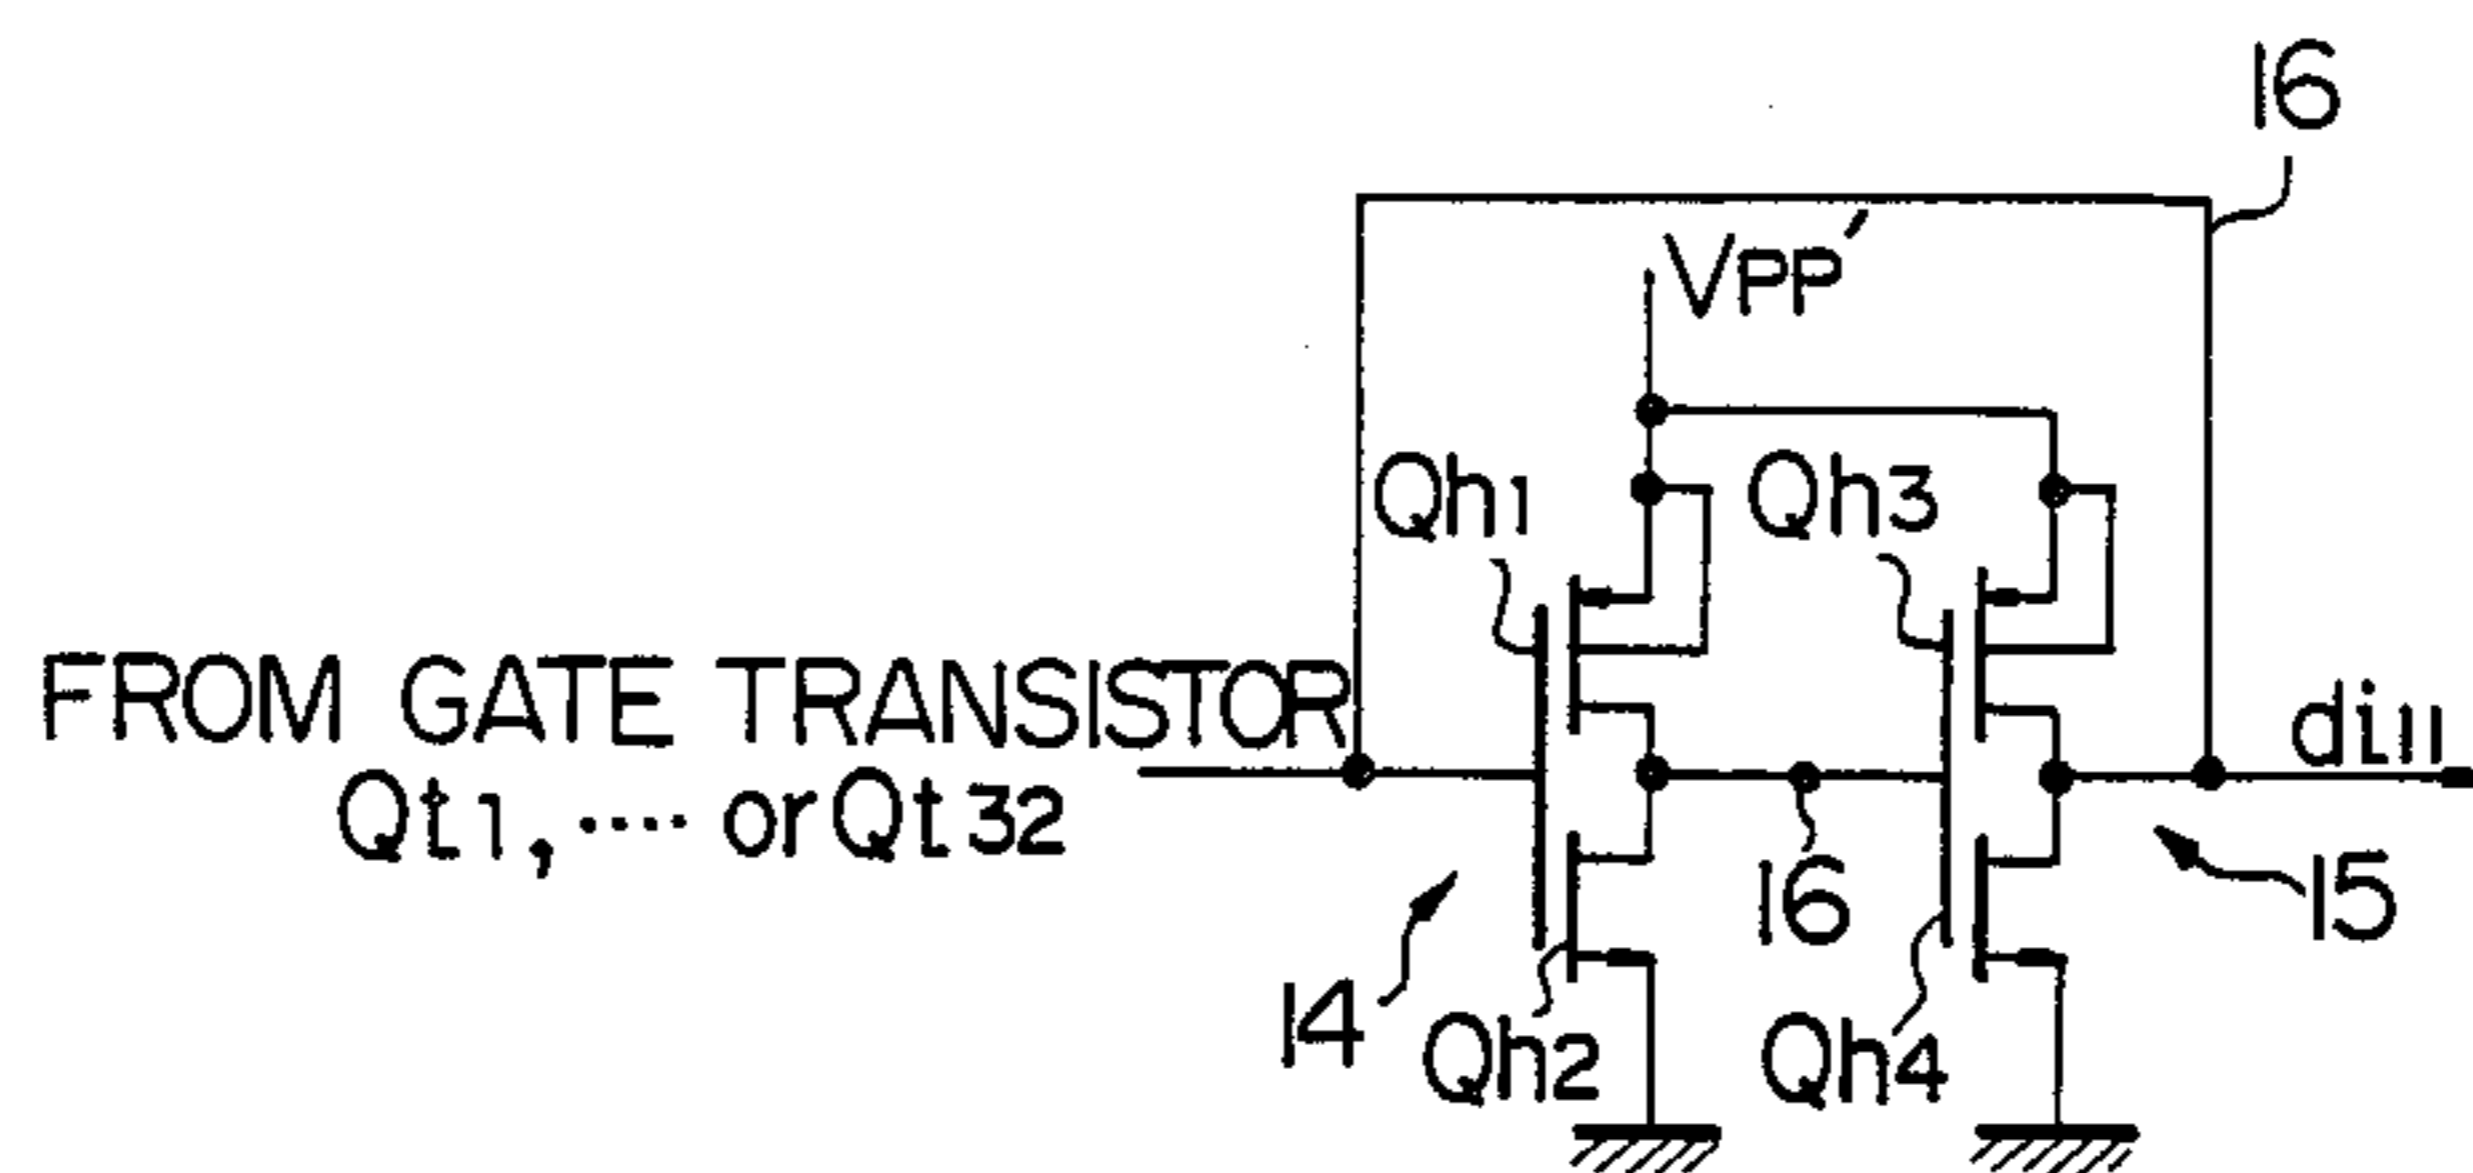 16
VPP'
Qh1
Qh3
FROM GATE TRANSISTOR
Qt1, ···· or Qt32
di11
16
15
14
Qh2
Qh4